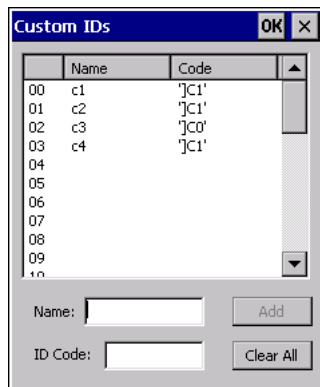 Custom IDs OK ×
Name Code
00 c1 ']C1'
01 c2 ']C1'
02 c3 ']C0'
03 c4 ']C1'
04
05
06
07
08
09
10
Name: Add
ID Code: Clear All